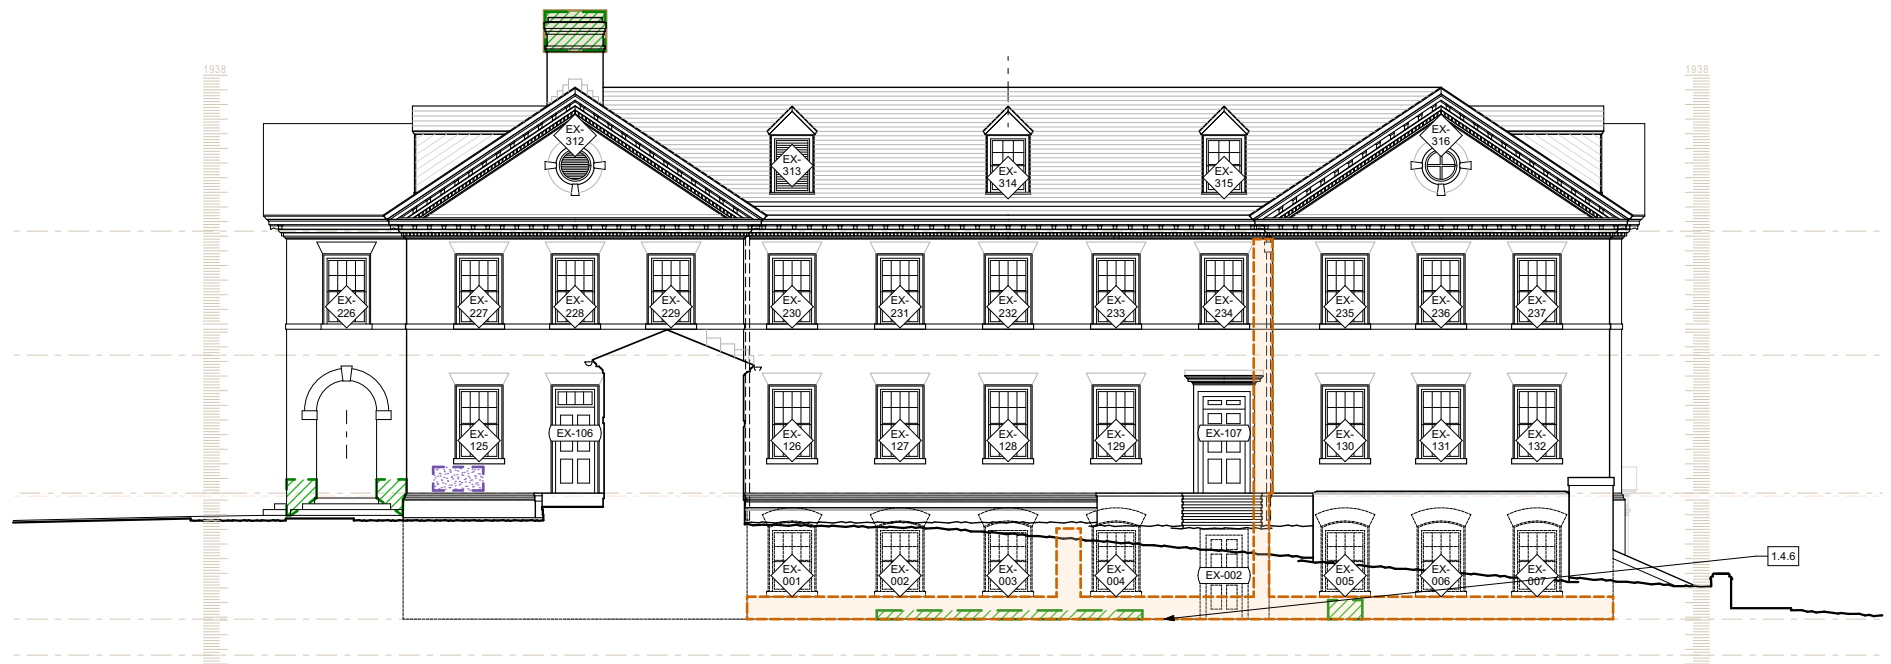 1938
1938
EX-
312
EX-
316
EX-
313
EX-
314
EX-
315
EX-
226
EX-
227
EX-
228
EX-
229
EX-
230
EX-
231
EX-
232
EX-
233
EX-
234
EX-
235
EX-
236
EX-
237
EX-
125
EX-106
EX-
126
EX-
127
EX-
128
EX-
129
EX-107
EX-
130
EX-
131
EX-
132
1.4.6
EX-
001
EX-
002
EX-
003
EX-
004
EX-002
EX-
005
EX-
006
EX-
007